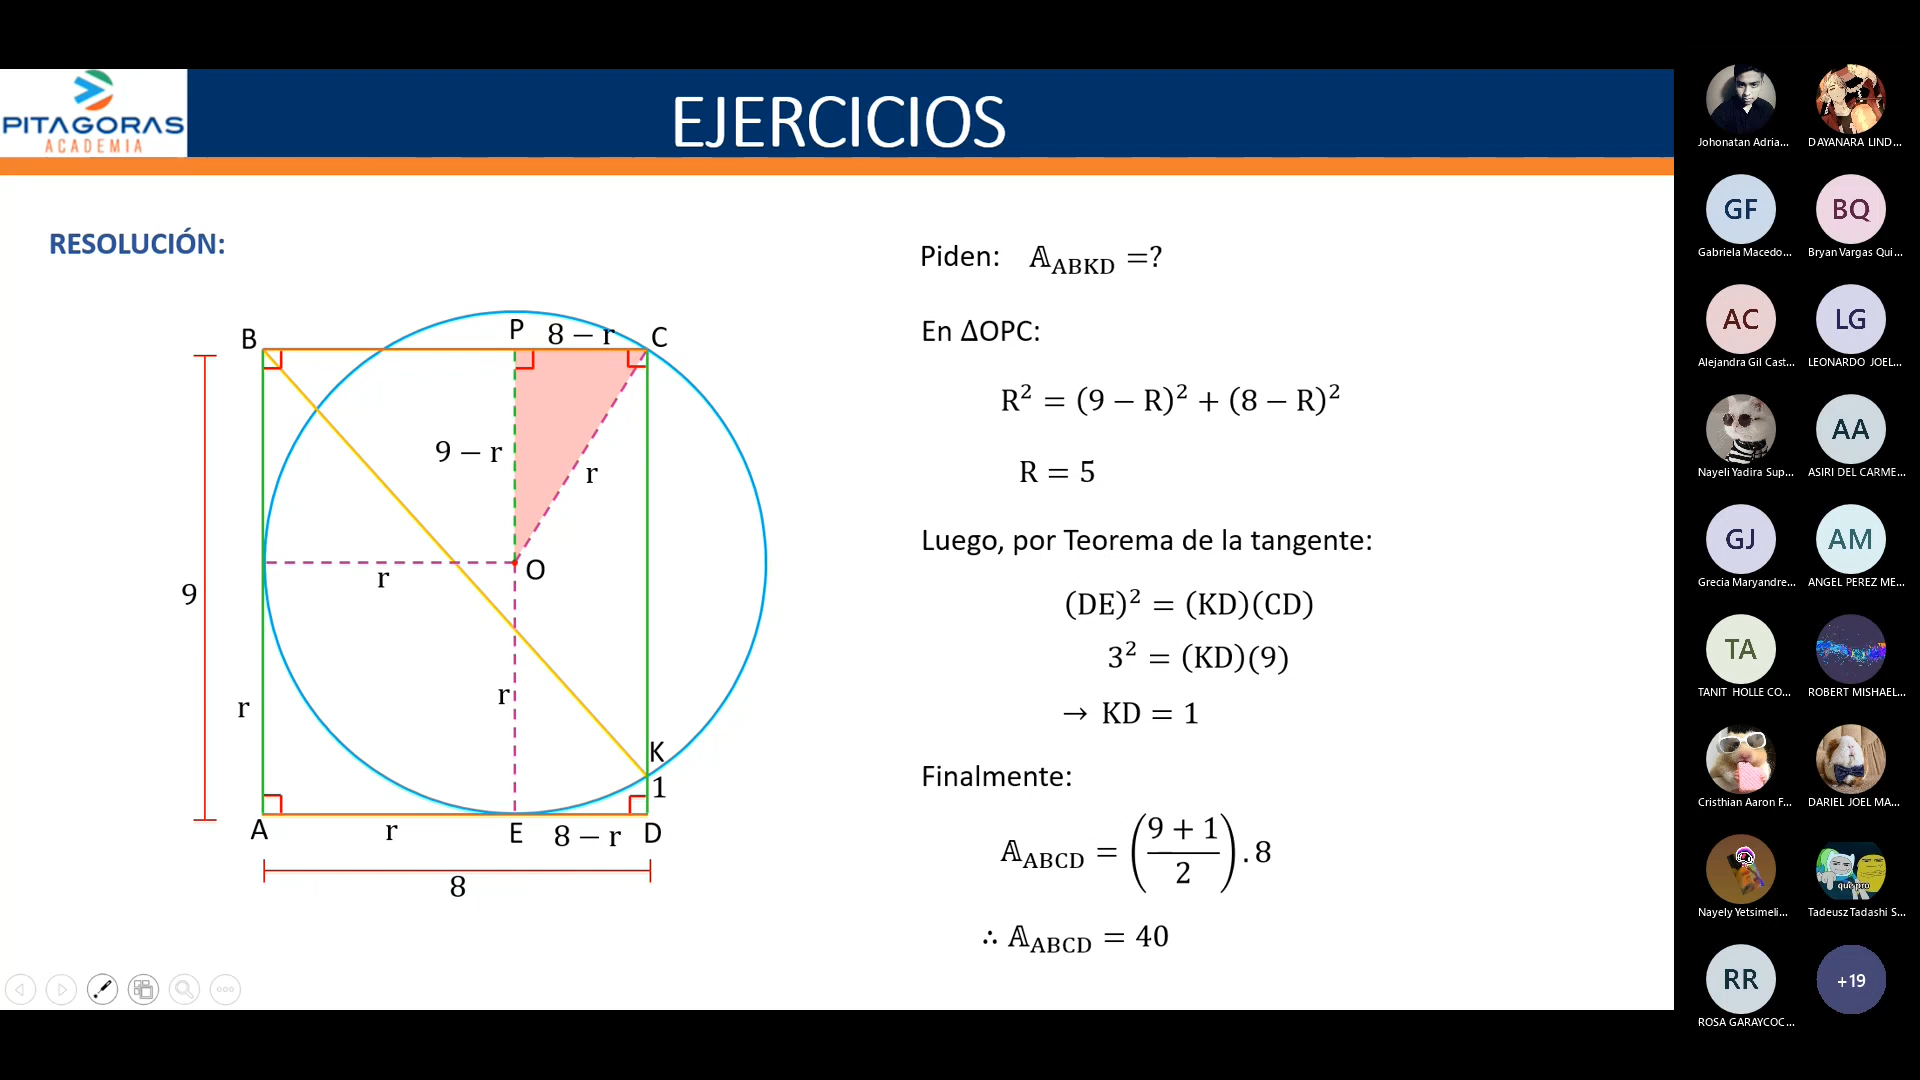 PITAGORAS
ACADEMIA
EJERCICIOS
RESOLUCIÓN:
B
P
8 − r
C
9 − r
r
O
r
9
r
r
K
1
A
r
E
8 − r
D
8
Piden: 𝔸ABKD =?
En ΔOPC:
R² = (9 − R)² + (8 − R)²
R = 5
Luego, por Teorema de la tangente:
(DE)² = (KD)(CD)
3² = (KD)(9)
→ KD = 1
Finalmente:
𝔸ABCD = ((9 + 1)/2) . 8
∴ 𝔸ABCD = 40
Johonatan Adria...
DAYANARA LIND...
GF
BQ
Gabriela Macedo...
Bryan Vargas Qui...
AC
LG
Alejandra Gil Cast...
LEONARDO JOEL...
AA
Nayeli Yadira Sup...
ASIRI DEL CARME...
GJ
AM
Grecia Maryandre...
ANGEL PEREZ ME...
TA
TANIT HOLLE CO...
ROBERT MISHAEL...
Cristhian Aaron F...
DARIEL JOEL MA...
que pro
Nayely Yetsimeli...
Tadeusz Tadashi S...
RR
+19
ROSA GARAYCOC...